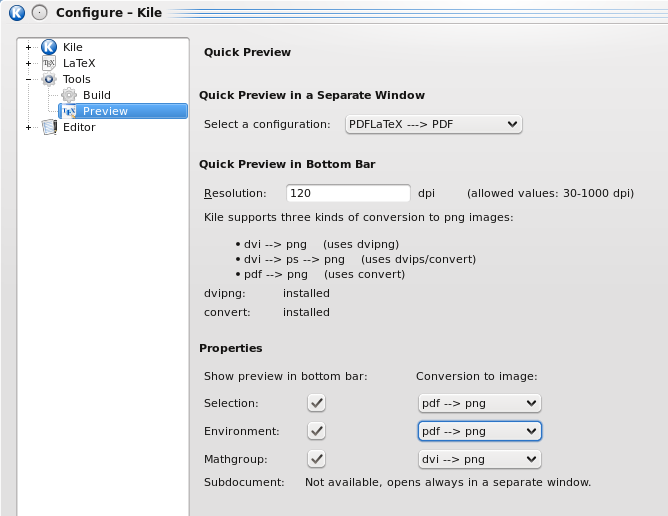 Configure – Kile
Kile
LaTeX
Tools
Build
Preview
Editor
Quick Preview
Quick Preview in a Separate Window
Select a configuration: PDFLaTeX ---> PDF
Quick Preview in Bottom Bar
Resolution: 120 dpi (allowed values: 30-1000 dpi)
Kile supports three kinds of conversion to png images:
• dvi --> png (uses dvipng)
• dvi --> ps --> png (uses dvips/convert)
• pdf --> png (uses convert)
dvipng: installed
convert: installed
Properties
Show preview in bottom bar: Conversion to image:
Selection: pdf --> png
Environment: pdf --> png
Mathgroup: dvi --> png
Subdocument: Not available, opens always in a separate window.